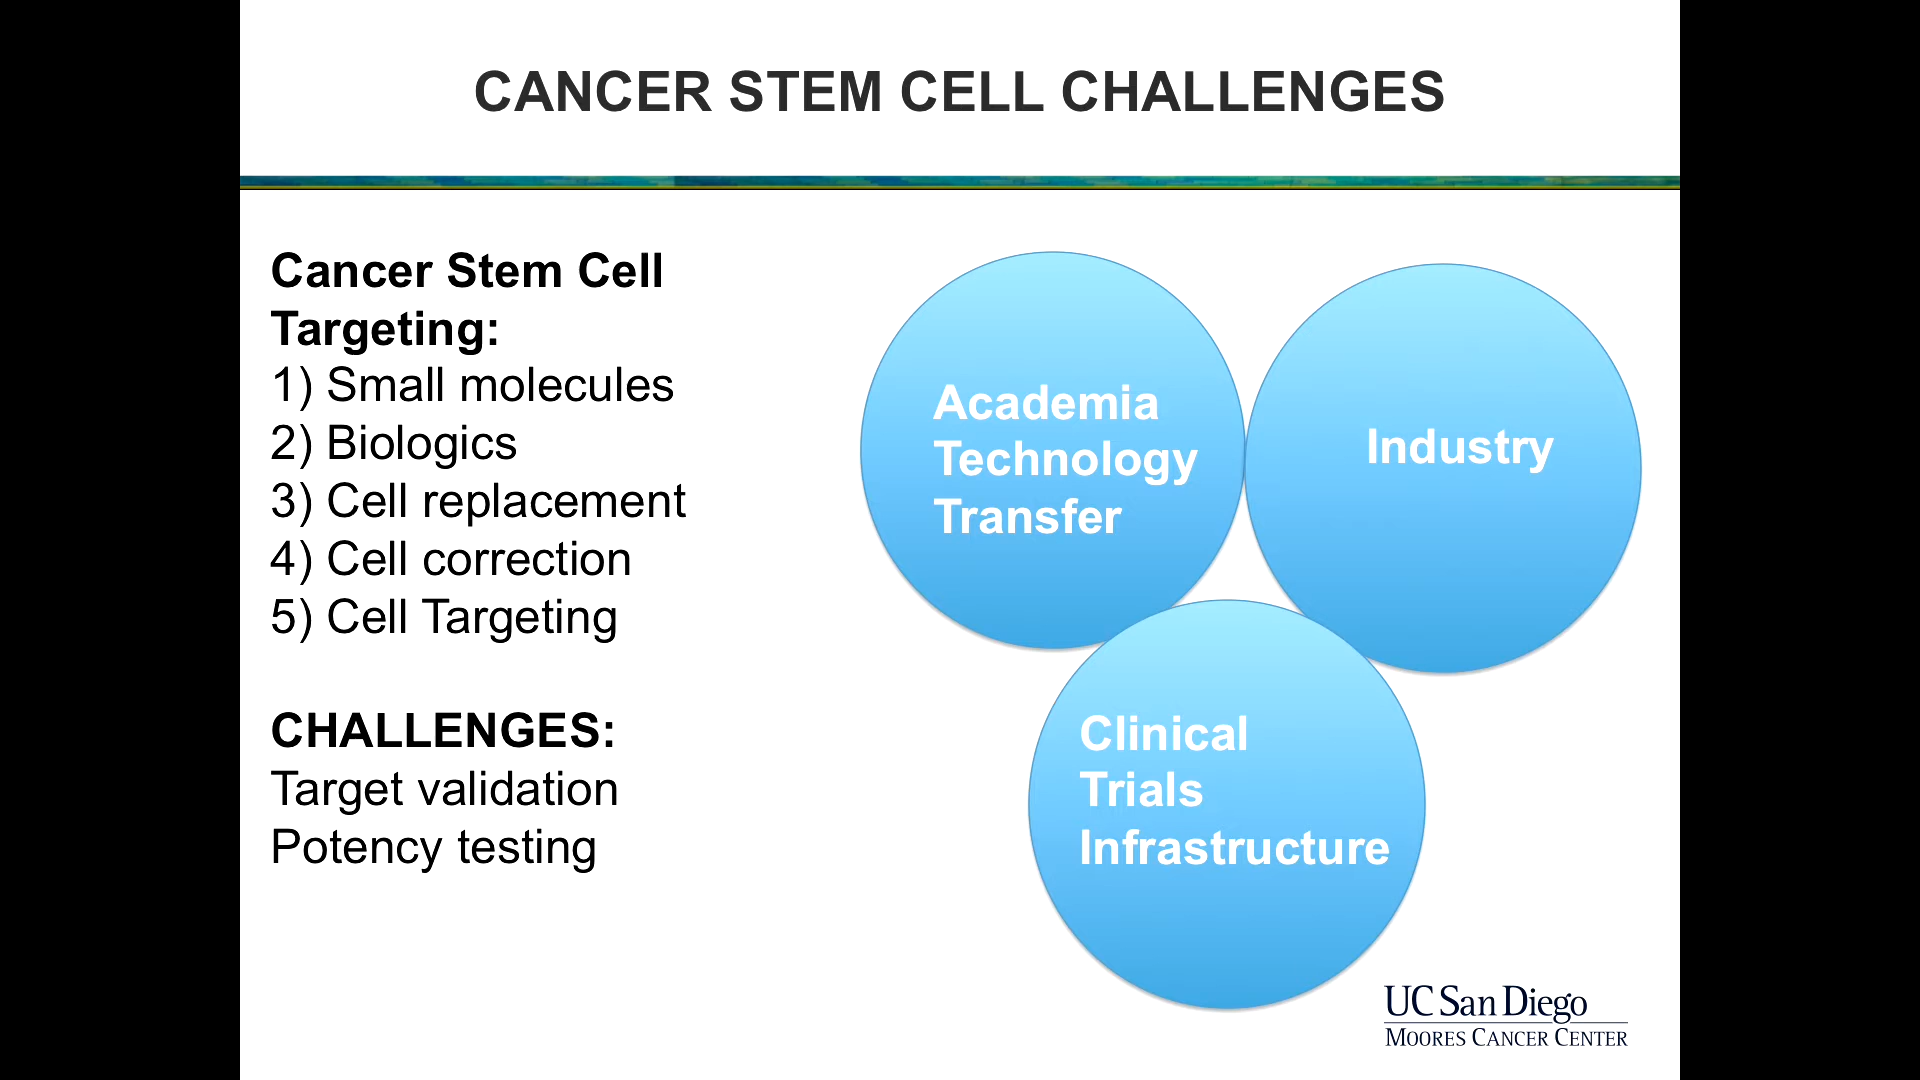 CANCER STEM CELL CHALLENGES
Cancer Stem Cell
Targeting:
1) Small molecules
2) Biologics
3) Cell replacement
4) Cell correction
5) Cell Targeting
CHALLENGES:
Target validation
Potency testing
Academia
Technology
Transfer
Industry
Clinical
Trials
Infrastructure
UC San Diego
MOORES CANCER CENTER